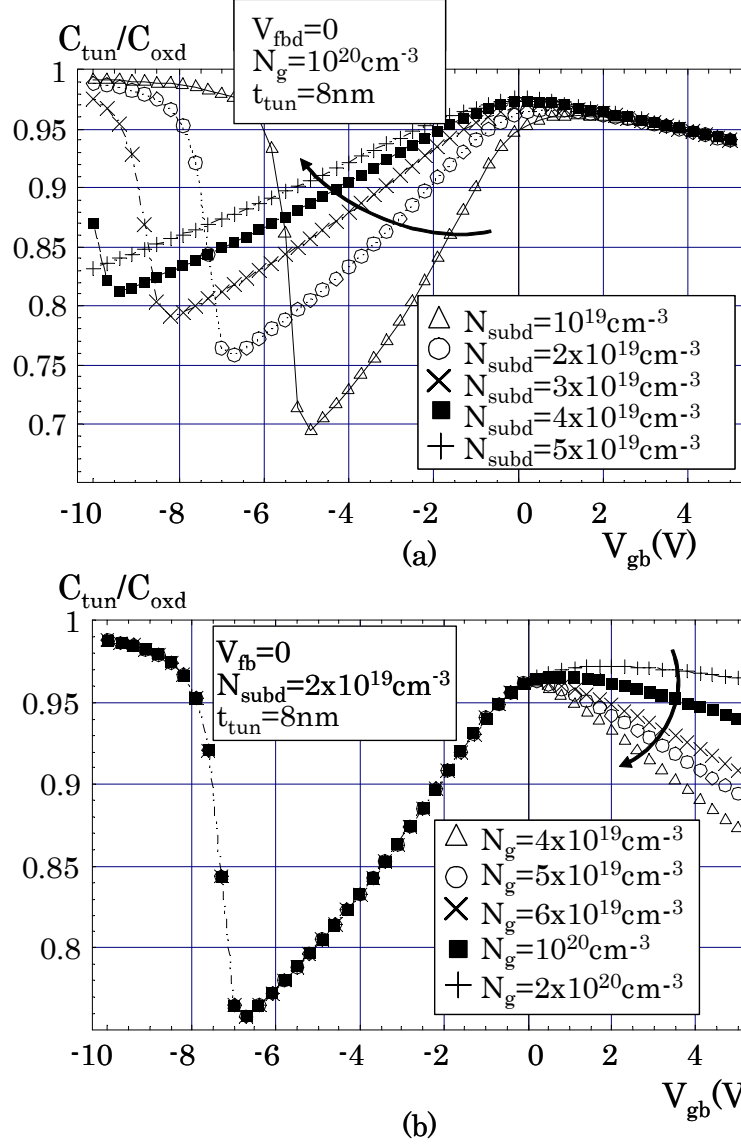 C_tun/C_oxd
V_fbd=0
N_g=10^20cm^-3
t_tun=8nm
1
0.95
0.9
0.85
0.8
0.75
0.7
N_subd=10^19cm^-3
N_subd=2x10^19cm^-3
N_subd=3x10^19cm^-3
N_subd=4x10^19cm^-3
N_subd=5x10^19cm^-3
-10 -8 -6 -4 -2 0 2 4
V_gb(V)
(a)
C_tun/C_oxd
V_fb=0
N_subd=2x10^19cm^-3
t_tun=8nm
1
0.95
0.9
0.85
0.8
N_g=4x10^19cm^-3
N_g=5x10^19cm^-3
N_g=6x10^19cm^-3
N_g=10^20cm^-3
N_g=2x10^20cm^-3
-10 -8 -6 -4 -2 0 2 4
V_gb(V
(b)